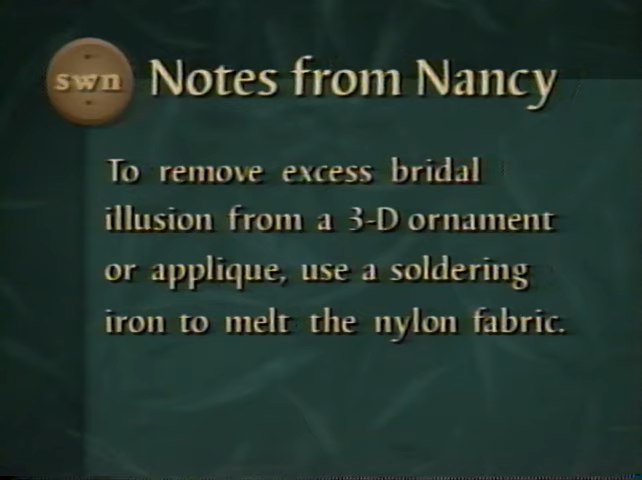 swn Notes from Nancy
To remove excess bridal
illusion from a 3-D ornament
or applique, use a soldering
iron to melt the nylon fabric.